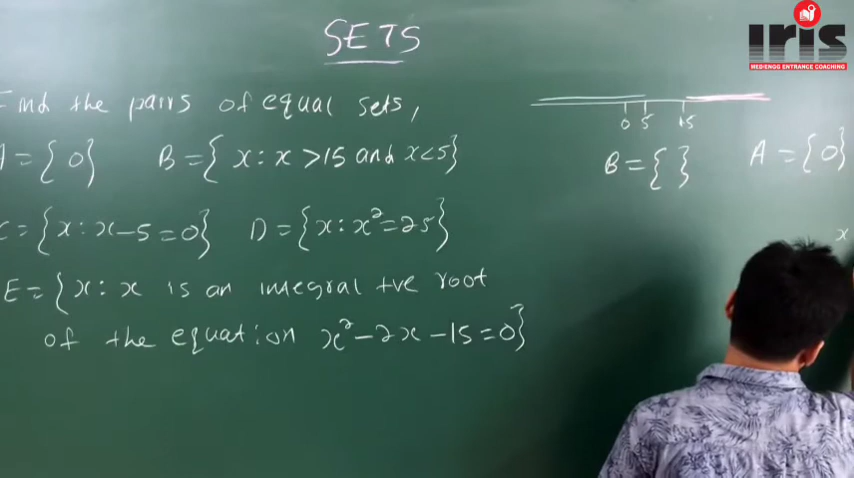 SETS
Find the pairs of equal sets,
A = {0} B = {x : x >15 and x<5}
C = {x : x-5 =0} D = {x : x²=25}
E = {x : x is an integral +ve root
of the equation x² - 2x - 15 = 0}
0 5 15
B = { } A = {0}
x
iris
MEDIENGG ENTRANCE COACHING